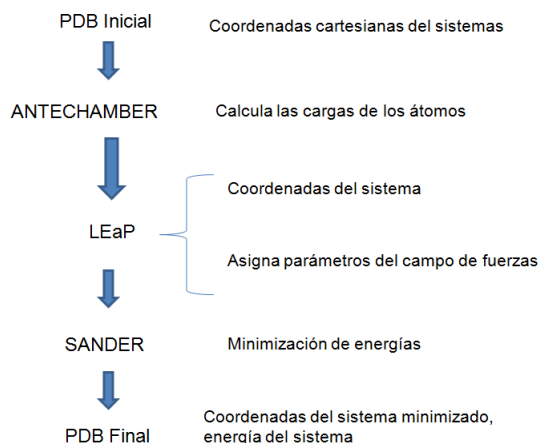 PDB Inicial
Coordenadas cartesianas del sistemas
ANTECHAMBER
Calcula las cargas de los átomos
Coordenadas del sistema
LEaP
Asigna parámetros del campo de fuerzas
SANDER
Minimización de energías
PDB Final
Coordenadas del sistema minimizado,
energía del sistema